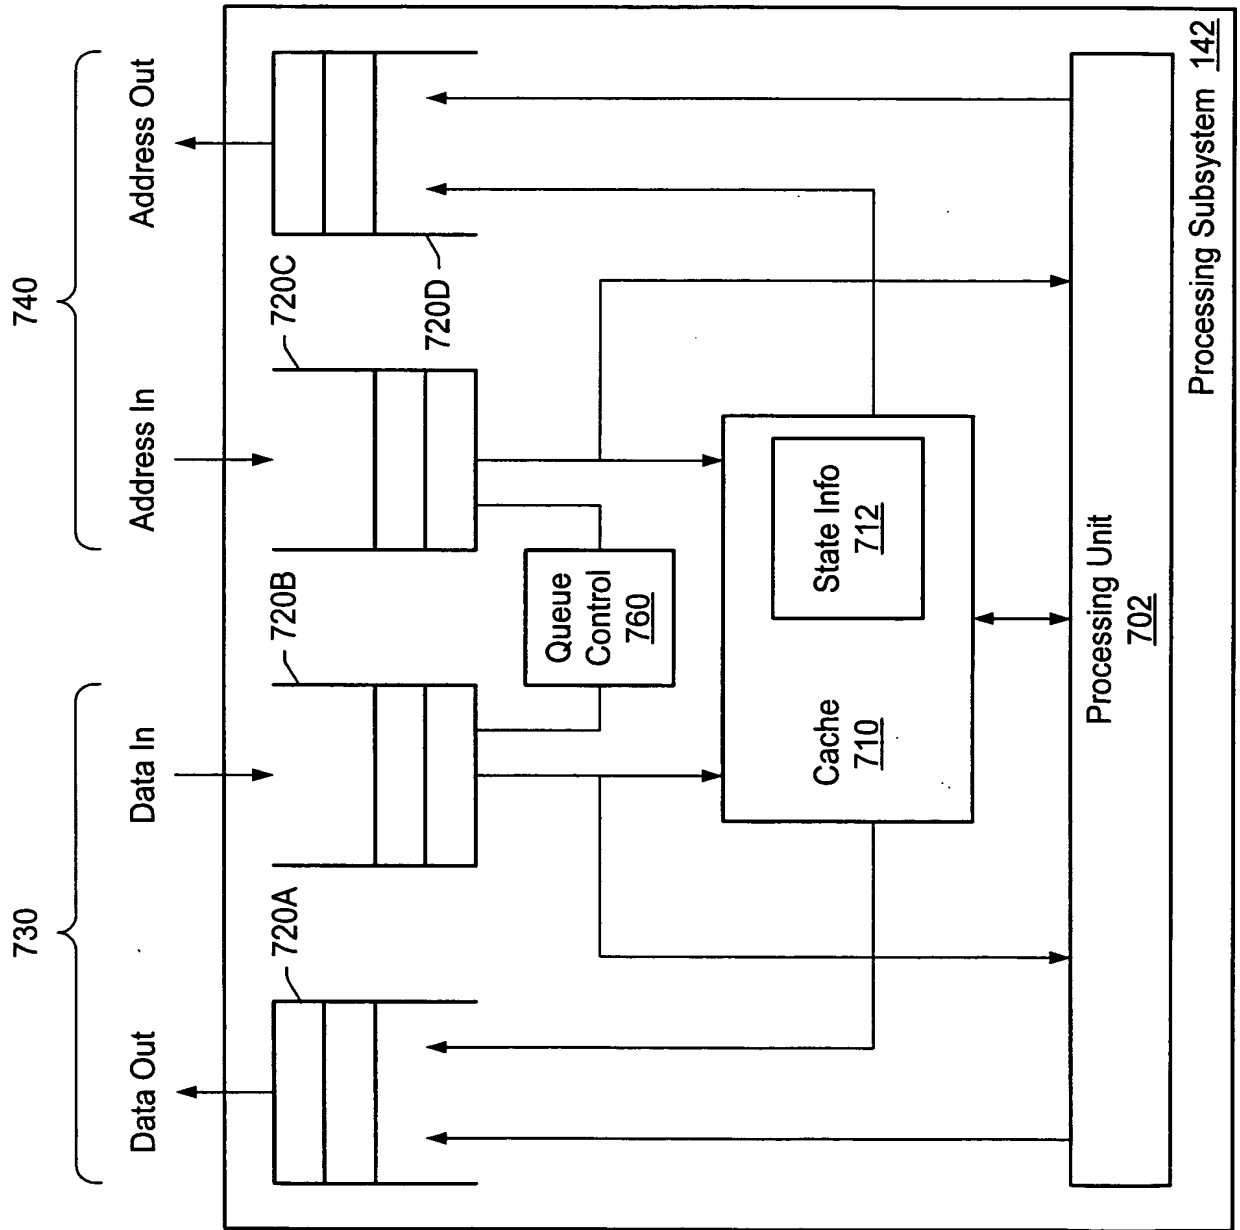 730
740
Data Out
Data In
Address In
Address Out
720A
720B
720C
720D
Queue
Control
760
Cache
710
State Info
712
Processing Unit
702
Processing Subsystem 142